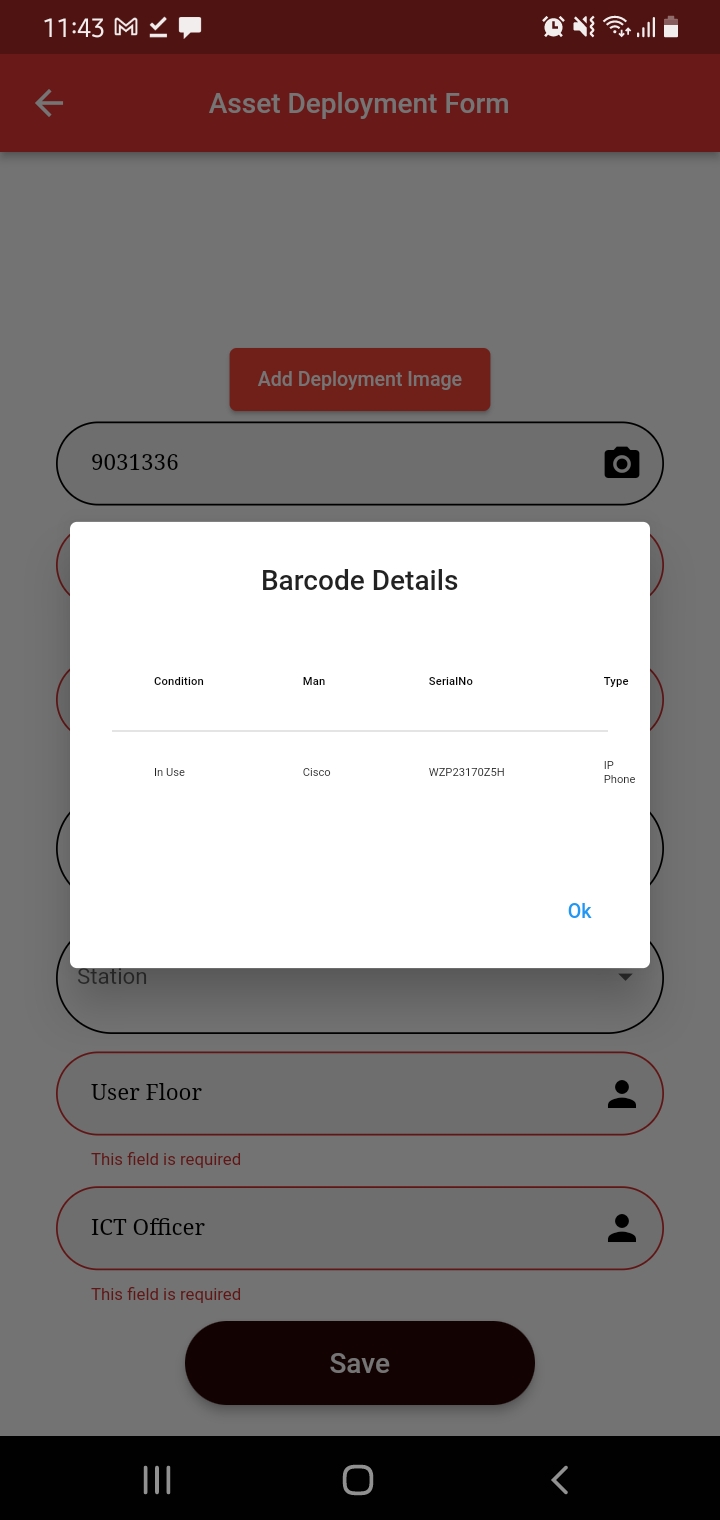 11:43
Asset Deployment Form
Add Deployment Image
9031336
Barcode Details
Condition Man SerialNo Type
In Use Cisco WZP23170Z5H IP
Phone
Ok
Station
User Floor
This field is required
ICT Officer
This field is required
Save